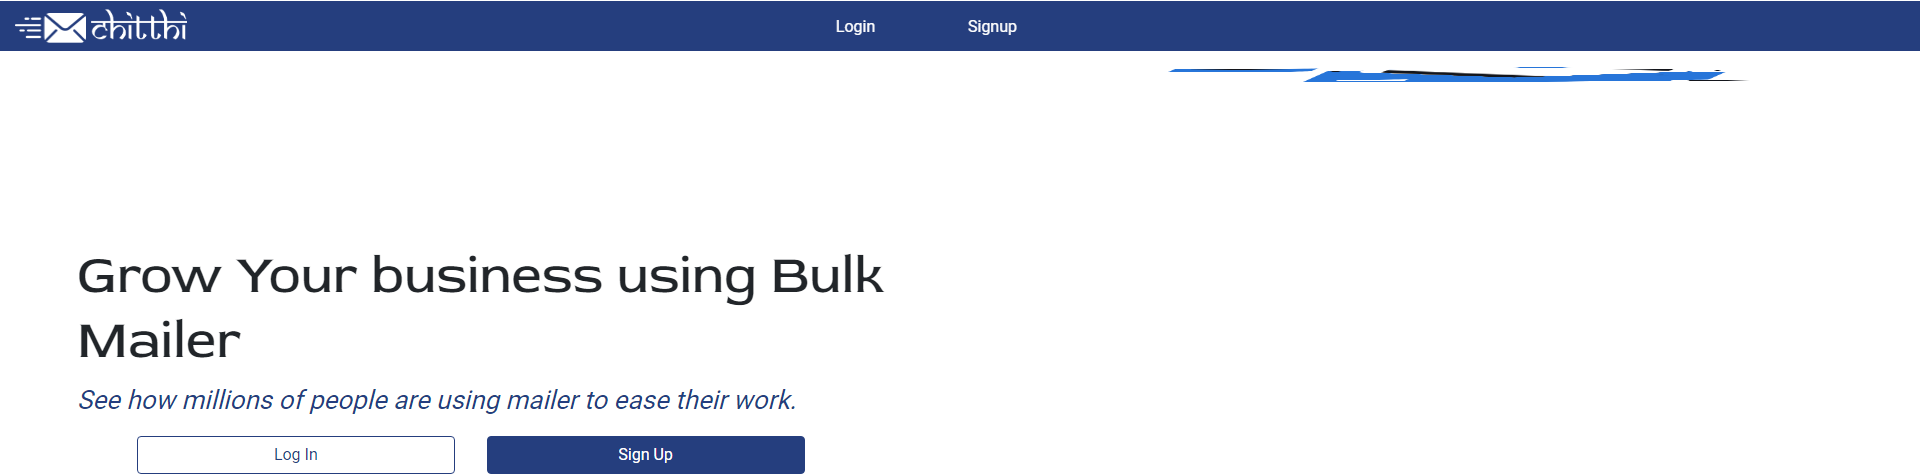 chitthi
Login
Signup
Grow Your business using Bulk
Mailer
See how millions of people are using mailer to ease their work.
Log In
Sign Up